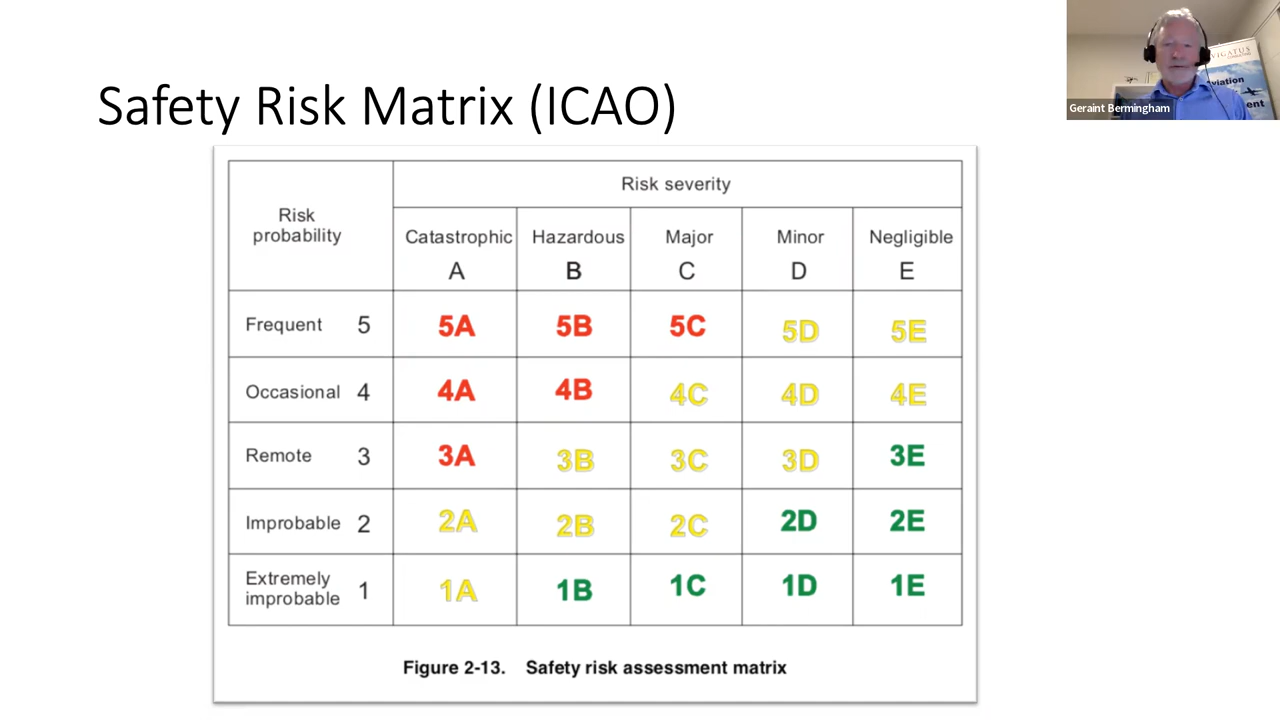 Safety Risk Matrix (ICAO)
Geraint Bermingham
VIGATUS
viation
ent
Risk probability
Risk severity
Catastrophic Hazardous Major Minor Negligible
A B C D E
Frequent 5 5A 5B 5C 5D 5E
Occasional 4 4A 4B 4C 4D 4E
Remote 3 3A 3B 3C 3D 3E
Improbable 2 2A 2B 2C 2D 2E
Extremely improbable 1 1A 1B 1C 1D 1E
Figure 2-13. Safety risk assessment matrix